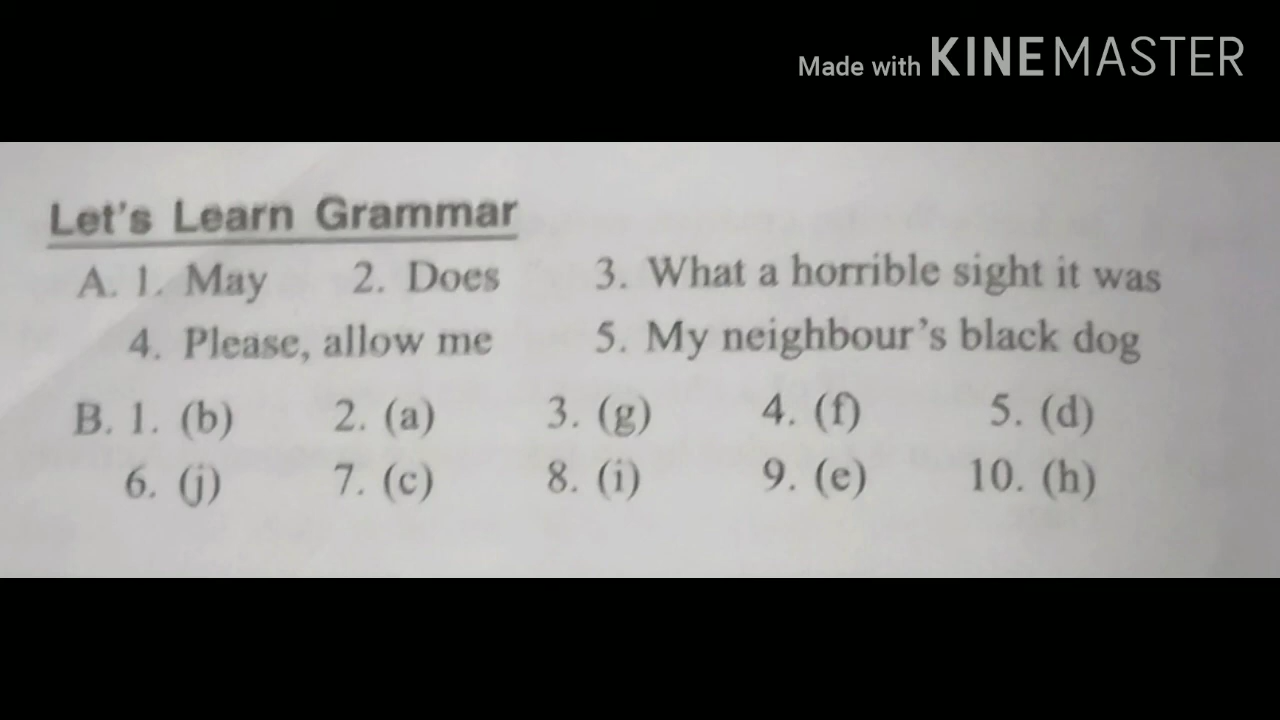 Made with KINEMASTER
Let's Learn Grammar
A. 1. May 2. Does 3. What a horrible sight it was
4. Please, allow me 5. My neighbour's black dog
B. 1. (b) 2. (a) 3. (g) 4. (f) 5. (d)
6. (j) 7. (c) 8. (i) 9. (e) 10. (h)